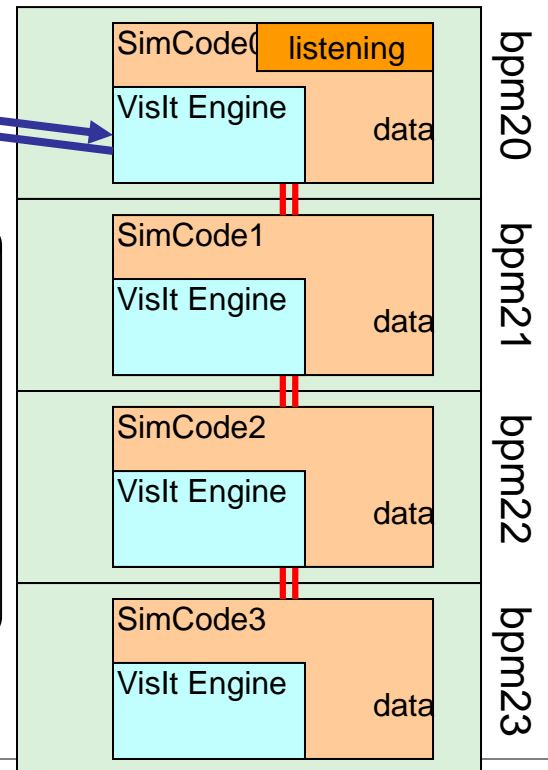 SimCode0
listening
VisIt Engine
data
bpm20
SimCode1
VisIt Engine
data
bpm21
SimCode2
VisIt Engine
data
bpm22
SimCode3
VisIt Engine
data
bpm23